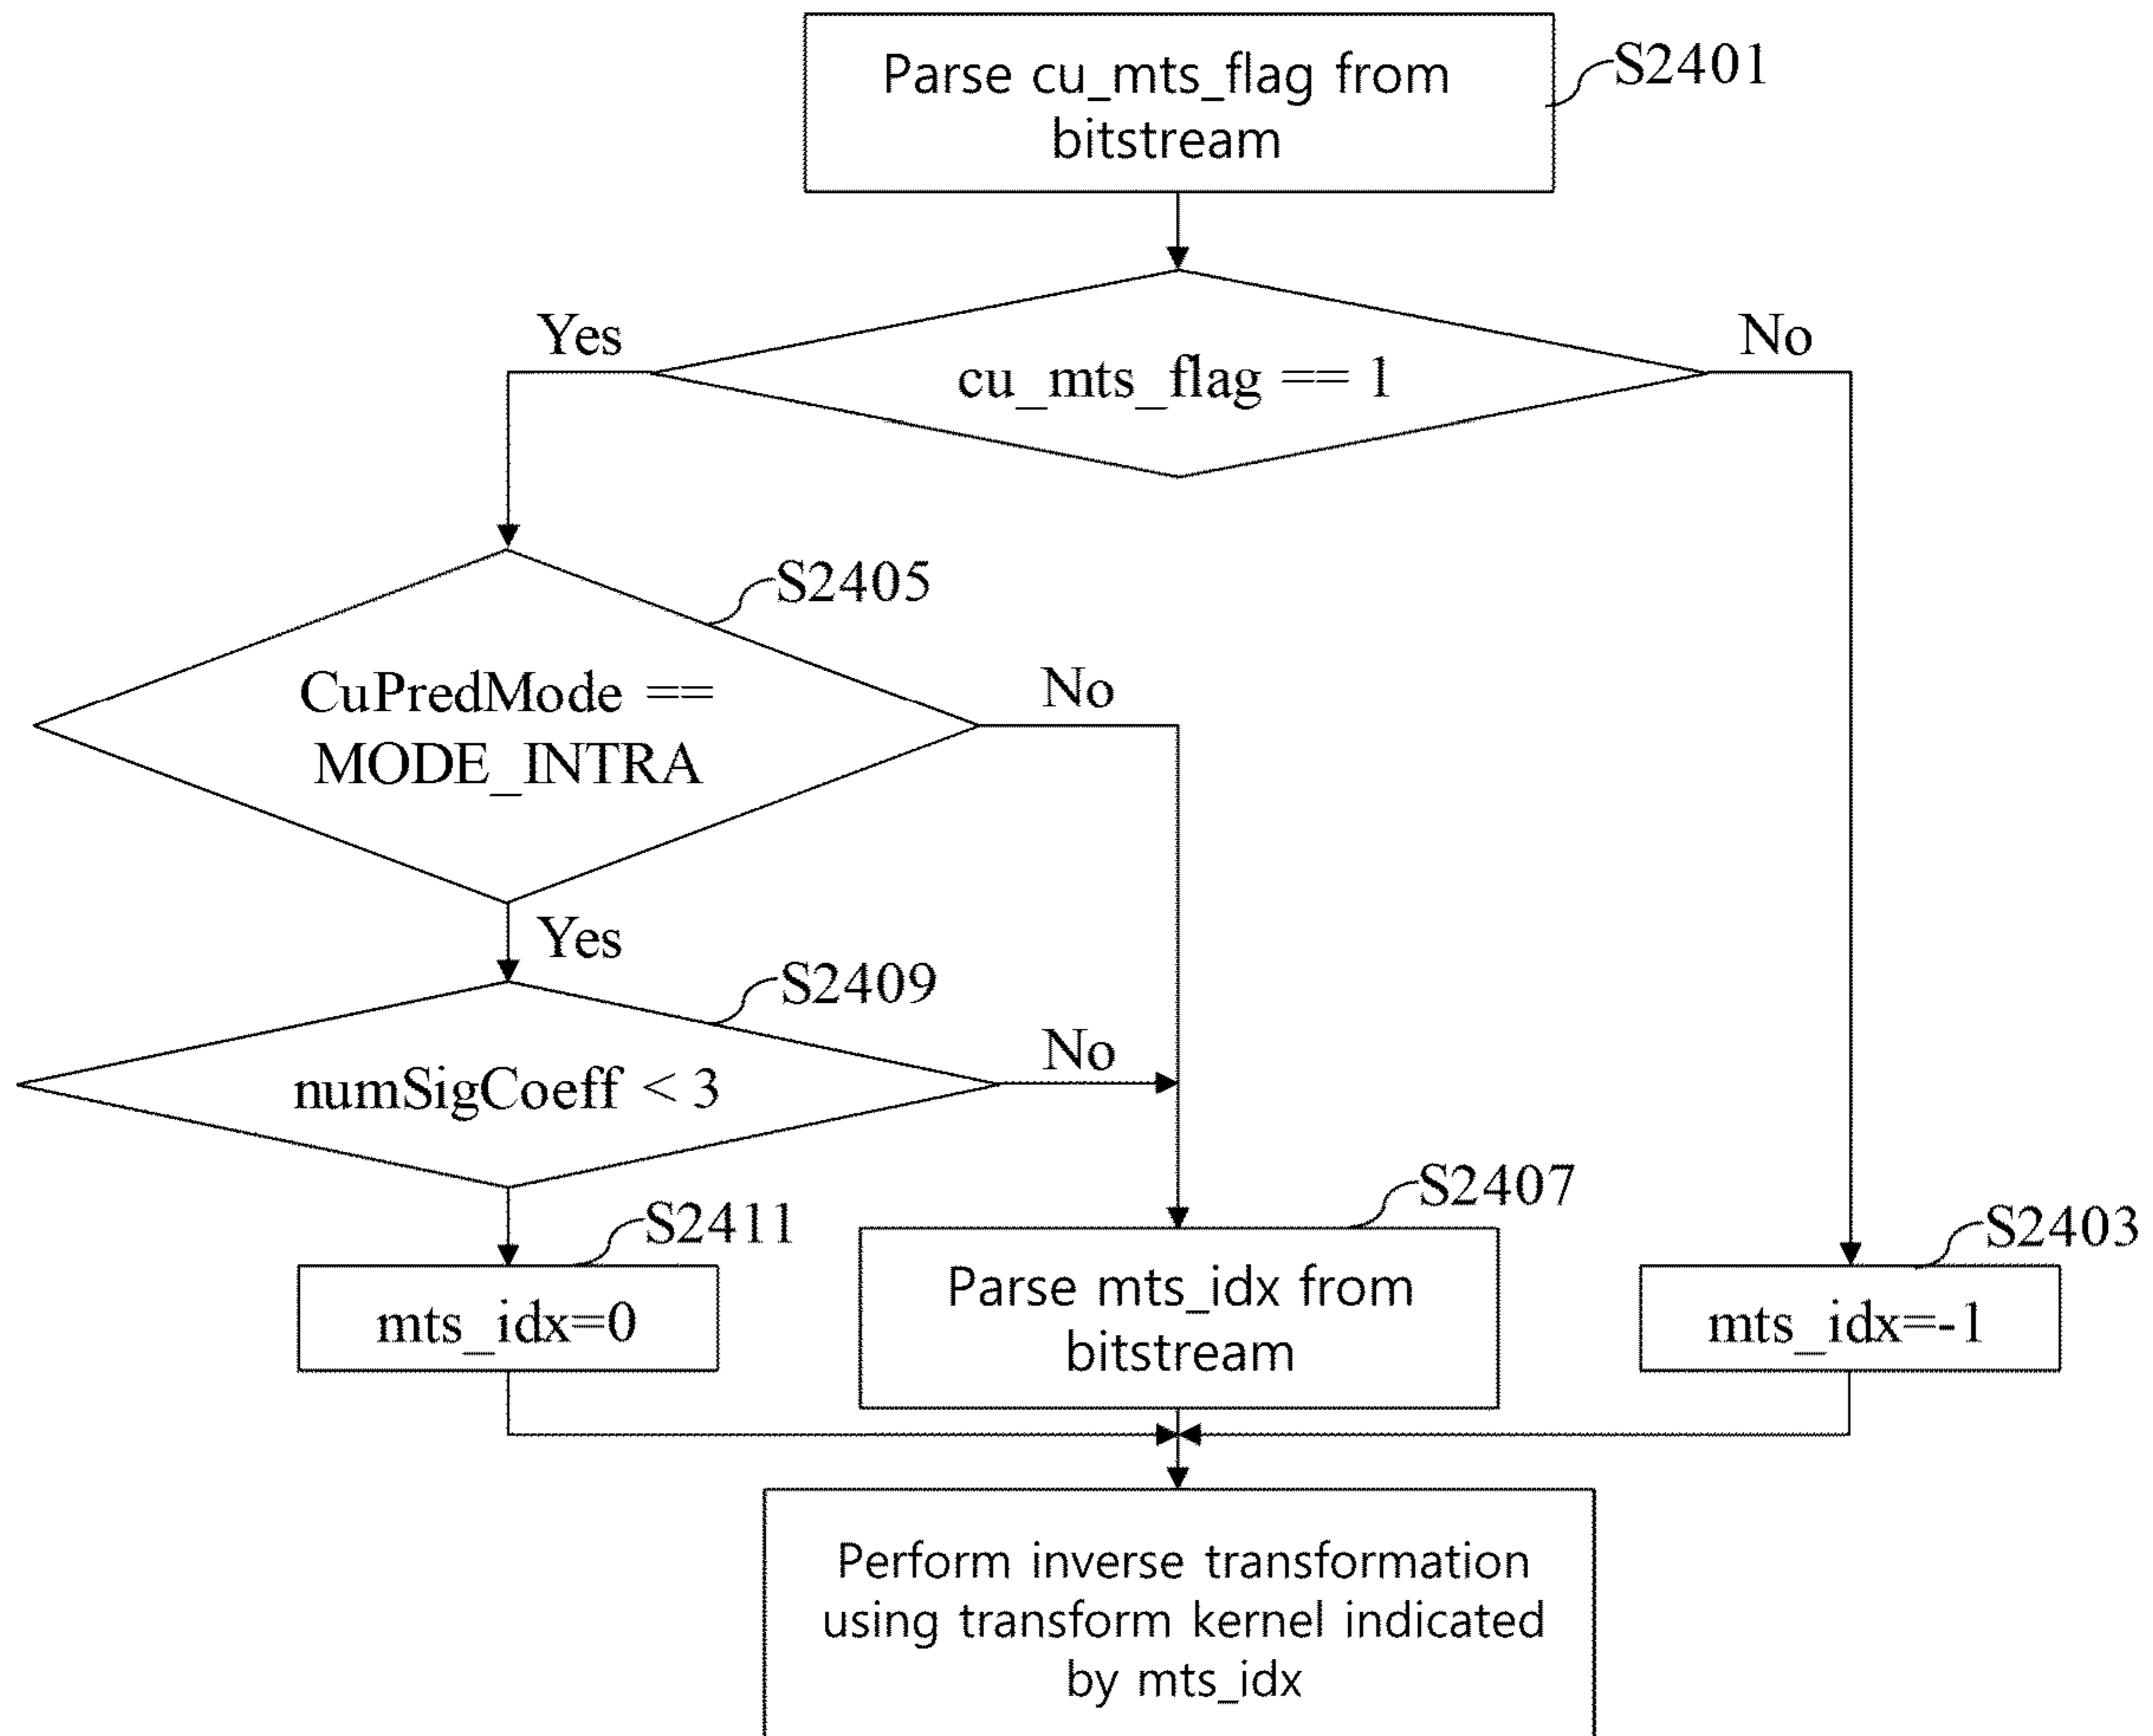 Parse cu_mts_flag from
bitstream
S2401
Yes
No
cu_mts_flag == 1
S2405
CuPredMode ==
MODE_INTRA
No
Yes
S2409
numSigCoeff < 3
No
S2411
mts_idx=0
S2407
Parse mts_idx from
bitstream
S2403
mts_idx=-1
Perform inverse transformation
using transform kernel indicated
by mts_idx